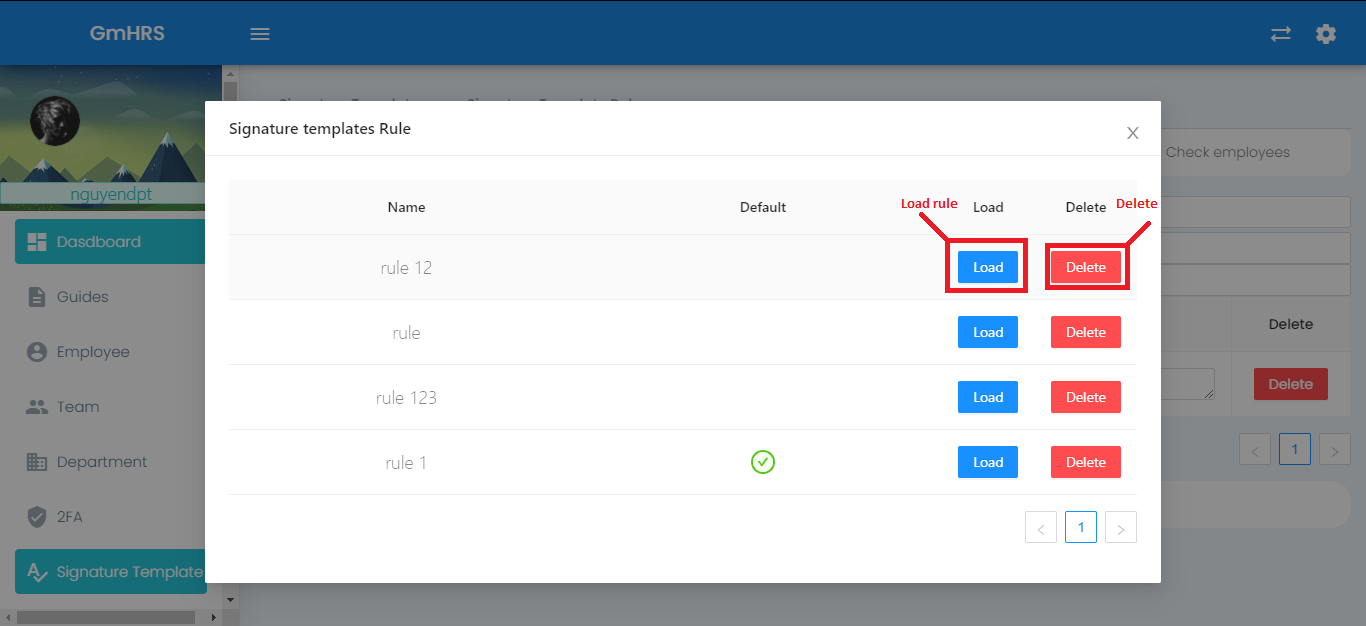 GmHRS
Signature templates Rule
Check employees
nguyendpt
Name Default Load rule Load Delete Delete
Dasdboard
rule 12 Load Delete
Guides
rule Load Delete
Delete
Employee
rule 123 Load Delete
Delete
Team
rule 1 Load Delete
1
Department
2FA
< 1 >
Signature Template